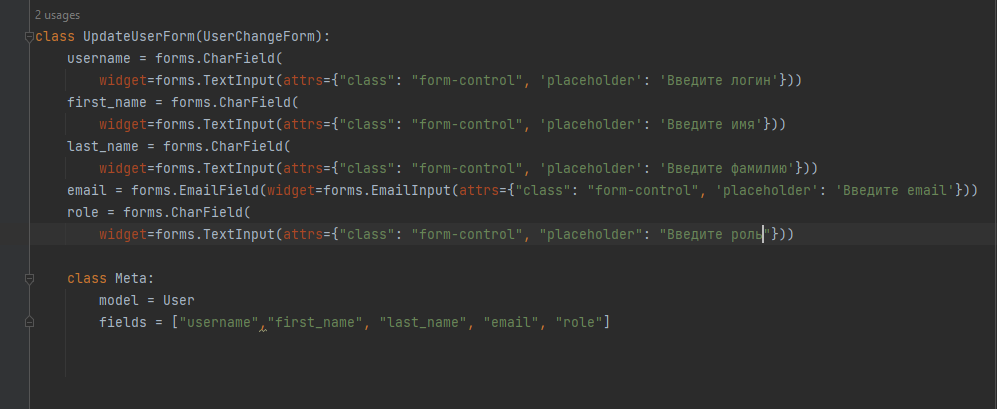 2 usages
class UpdateUserForm(UserChangeForm):
    username = forms.CharField(
        widget=forms.TextInput(attrs={"class": "form-control", 'placeholder': 'Введите логин'}))
    first_name = forms.CharField(
        widget=forms.TextInput(attrs={"class": "form-control", 'placeholder': 'Введите имя'}))
    last_name = forms.CharField(
        widget=forms.TextInput(attrs={"class": "form-control", 'placeholder': 'Введите фамилию'}))
    email = forms.EmailField(widget=forms.EmailInput(attrs={"class": "form-control", 'placeholder': 'Введите email'}))
    role = forms.CharField(
        widget=forms.TextInput(attrs={"class": "form-control", "placeholder": "Введите роль"}))
    class Meta:
        model = User
        fields = ["username","first_name", "last_name", "email", "role"]